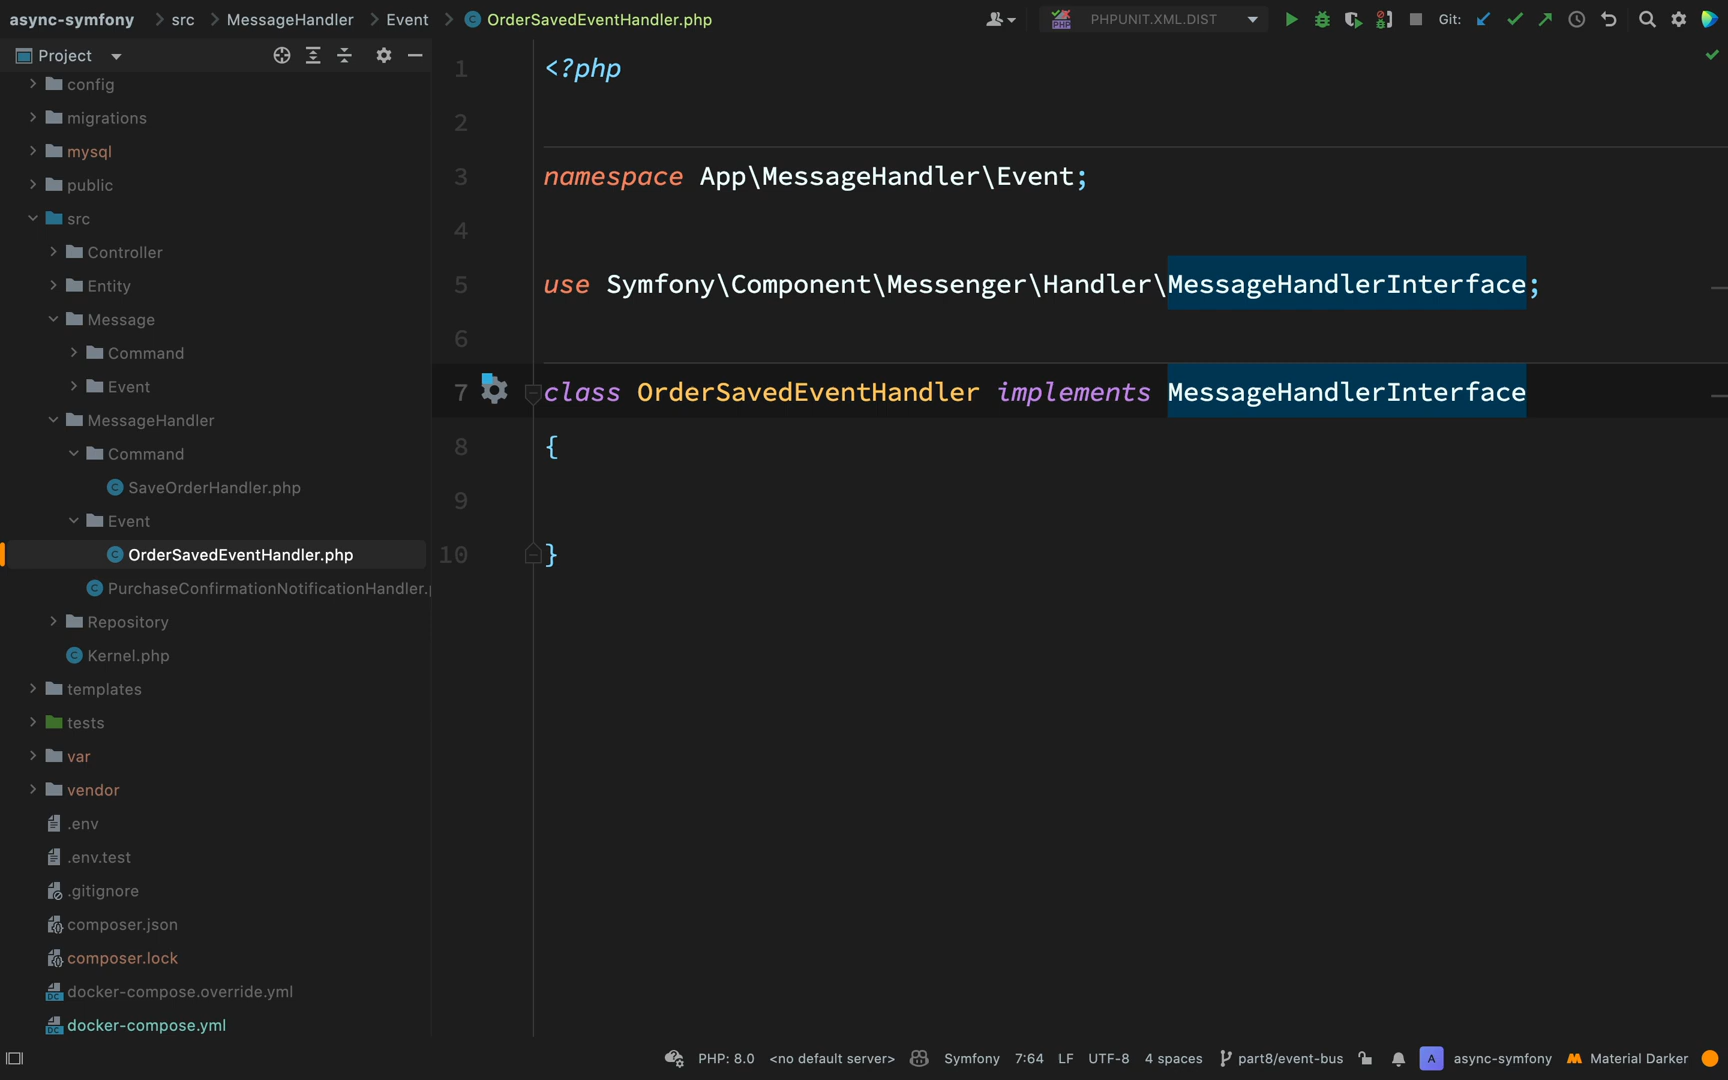 async-symfony src MessageHandler Event OrderSavedEventHandler.php
PHPUNIT.XML.DIST
Git:
Project
config
migrations
mysql
public
src
Controller
Entity
Message
Command
Event
MessageHandler
Command
SaveOrderHandler.php
Event
OrderSavedEventHandler.php
PurchaseConfirmationNotificationHandler.
Repository
Kernel.php
templates
tests
var
vendor
.env
.env.test
.gitignore
composer.json
composer.lock
docker-compose.override.yml
docker-compose.yml
1 <?php
2
3 namespace App\MessageHandler\Event;
4
5 use Symfony\Component\Messenger\Handler\MessageHandlerInterface;
6
7 class OrderSavedEventHandler implements MessageHandlerInterface
8 {
9
10 }
PHP: 8.0 <no default server> Symfony 7:64 LF UTF-8 4 spaces part8/event-bus A async-symfony Material Darker